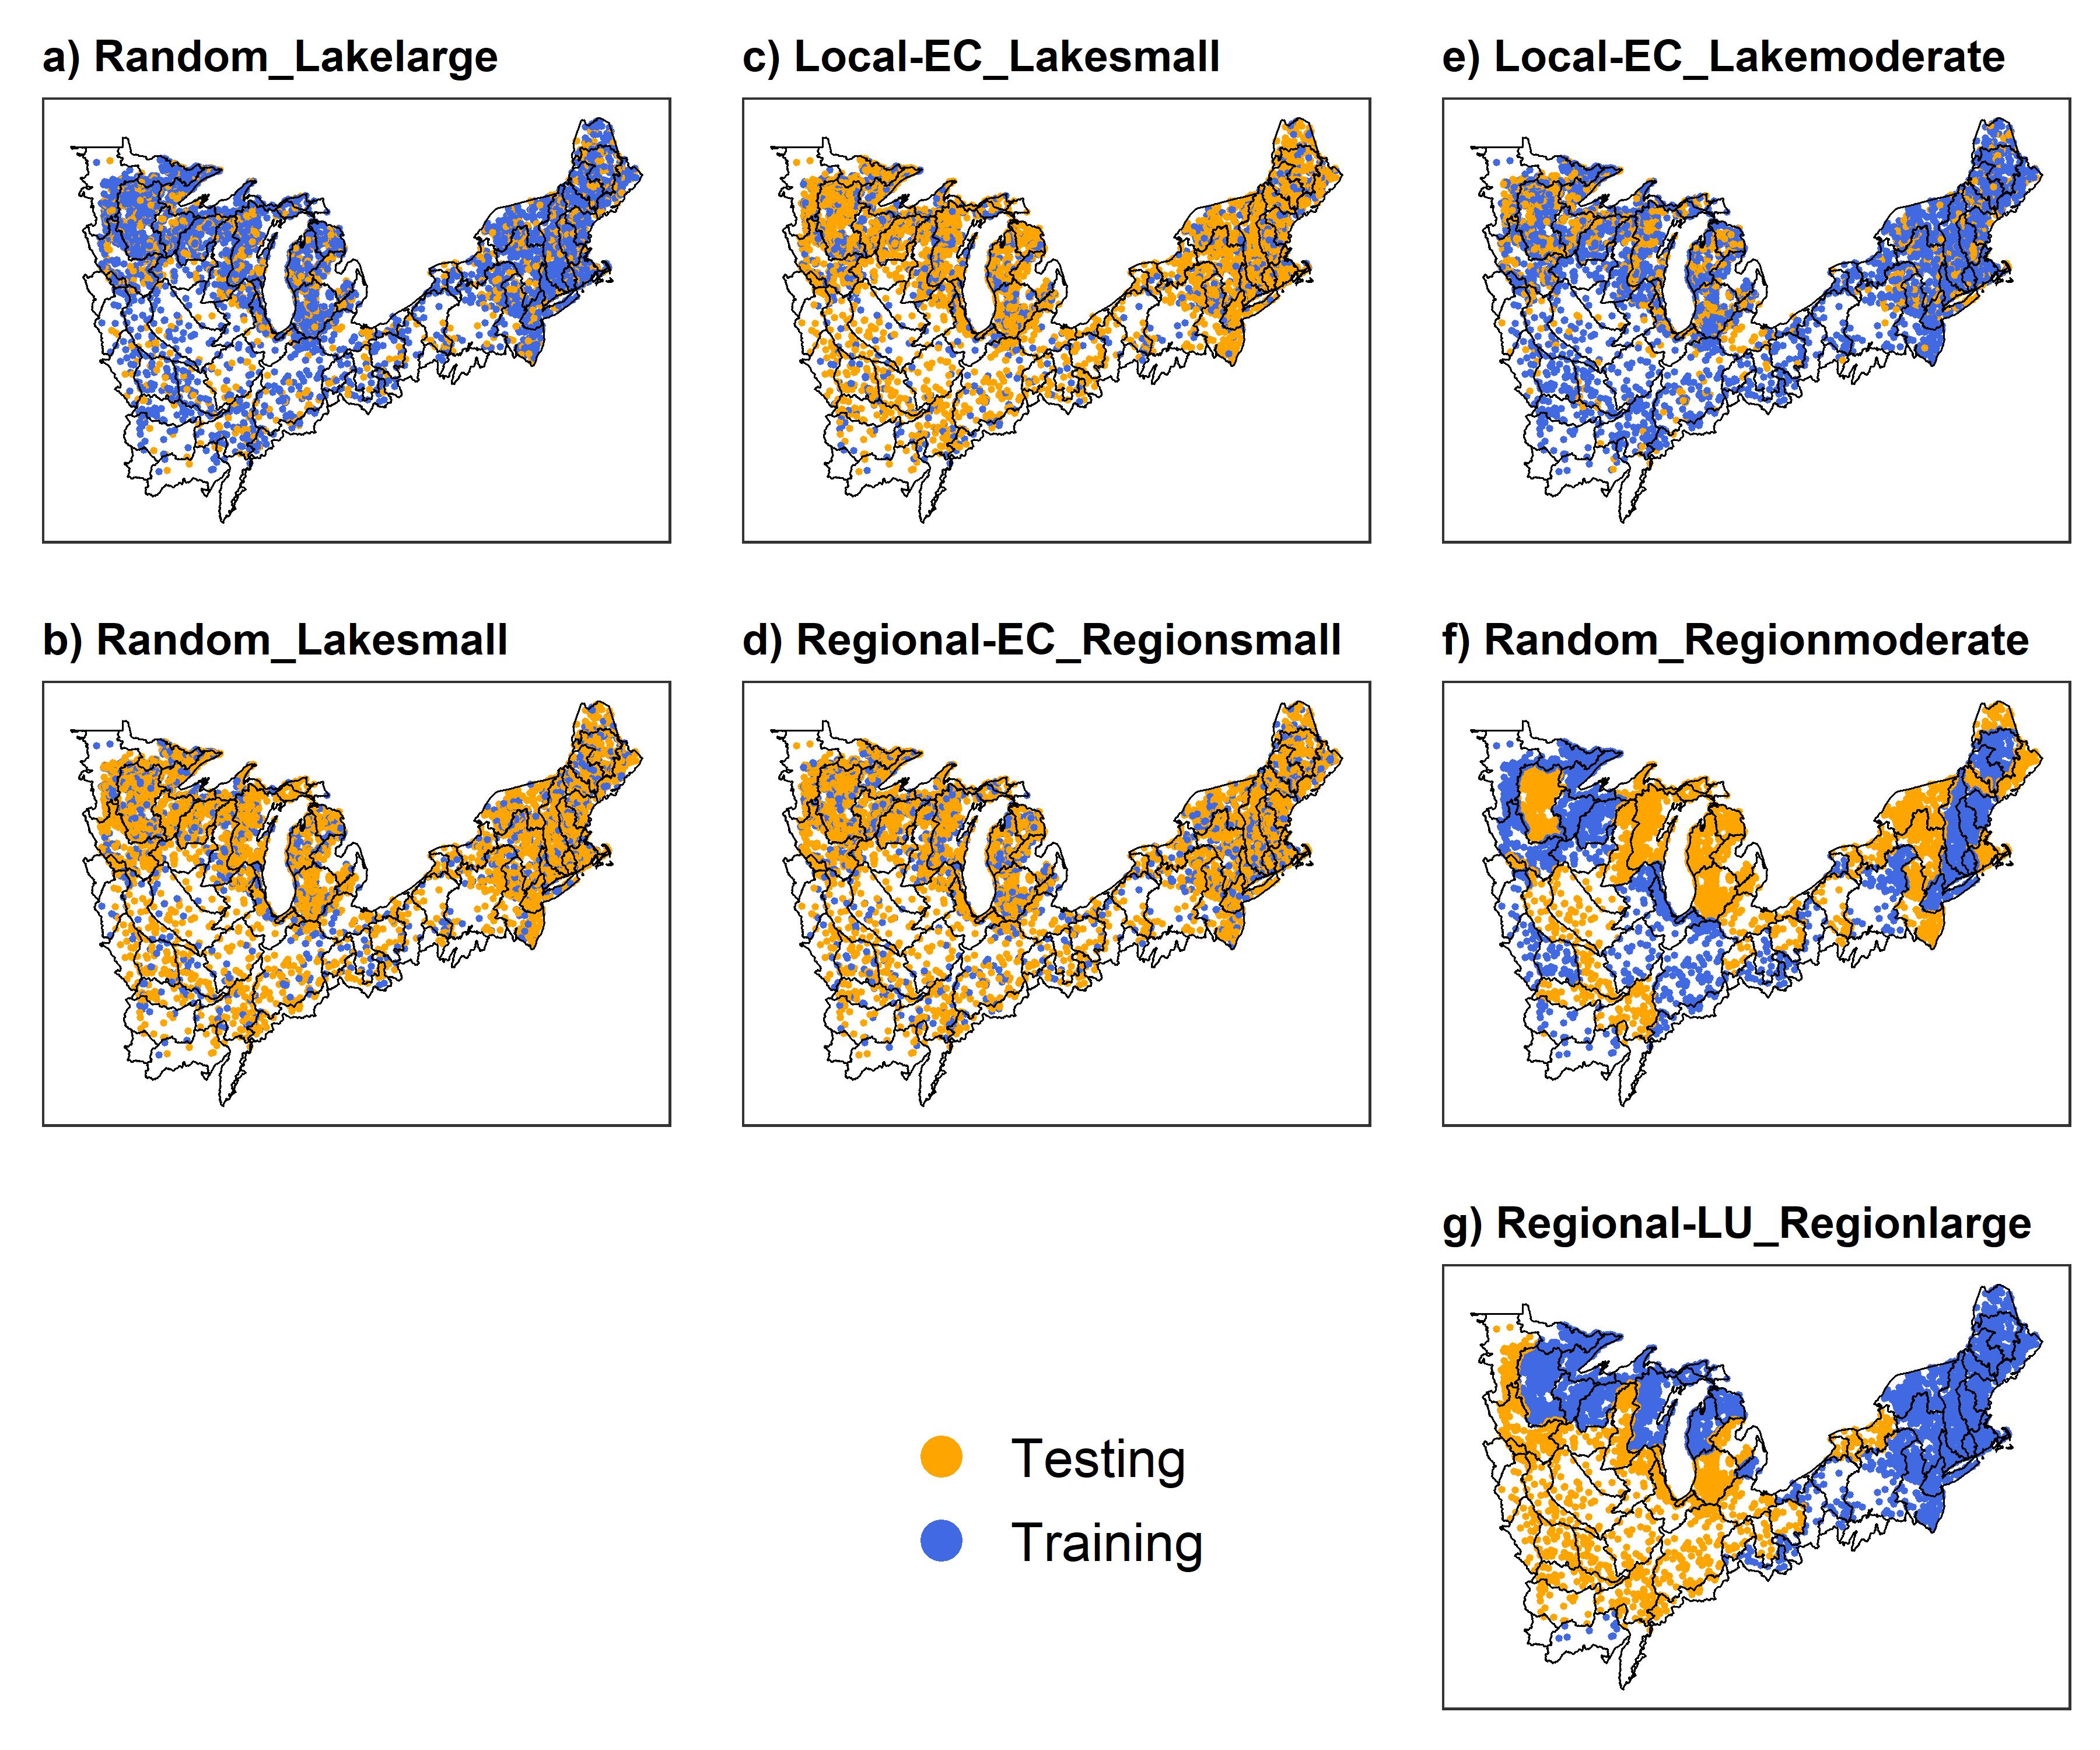 a) Random_Lakelarge
c) Local-EC_Lakesmall
e) Local-EC_Lakemoderate
b) Random_Lakesmall
d) Regional-EC_Regionsmall
f) Random_Regionmoderate
g) Regional-LU_Regionlarge
Testing
Training